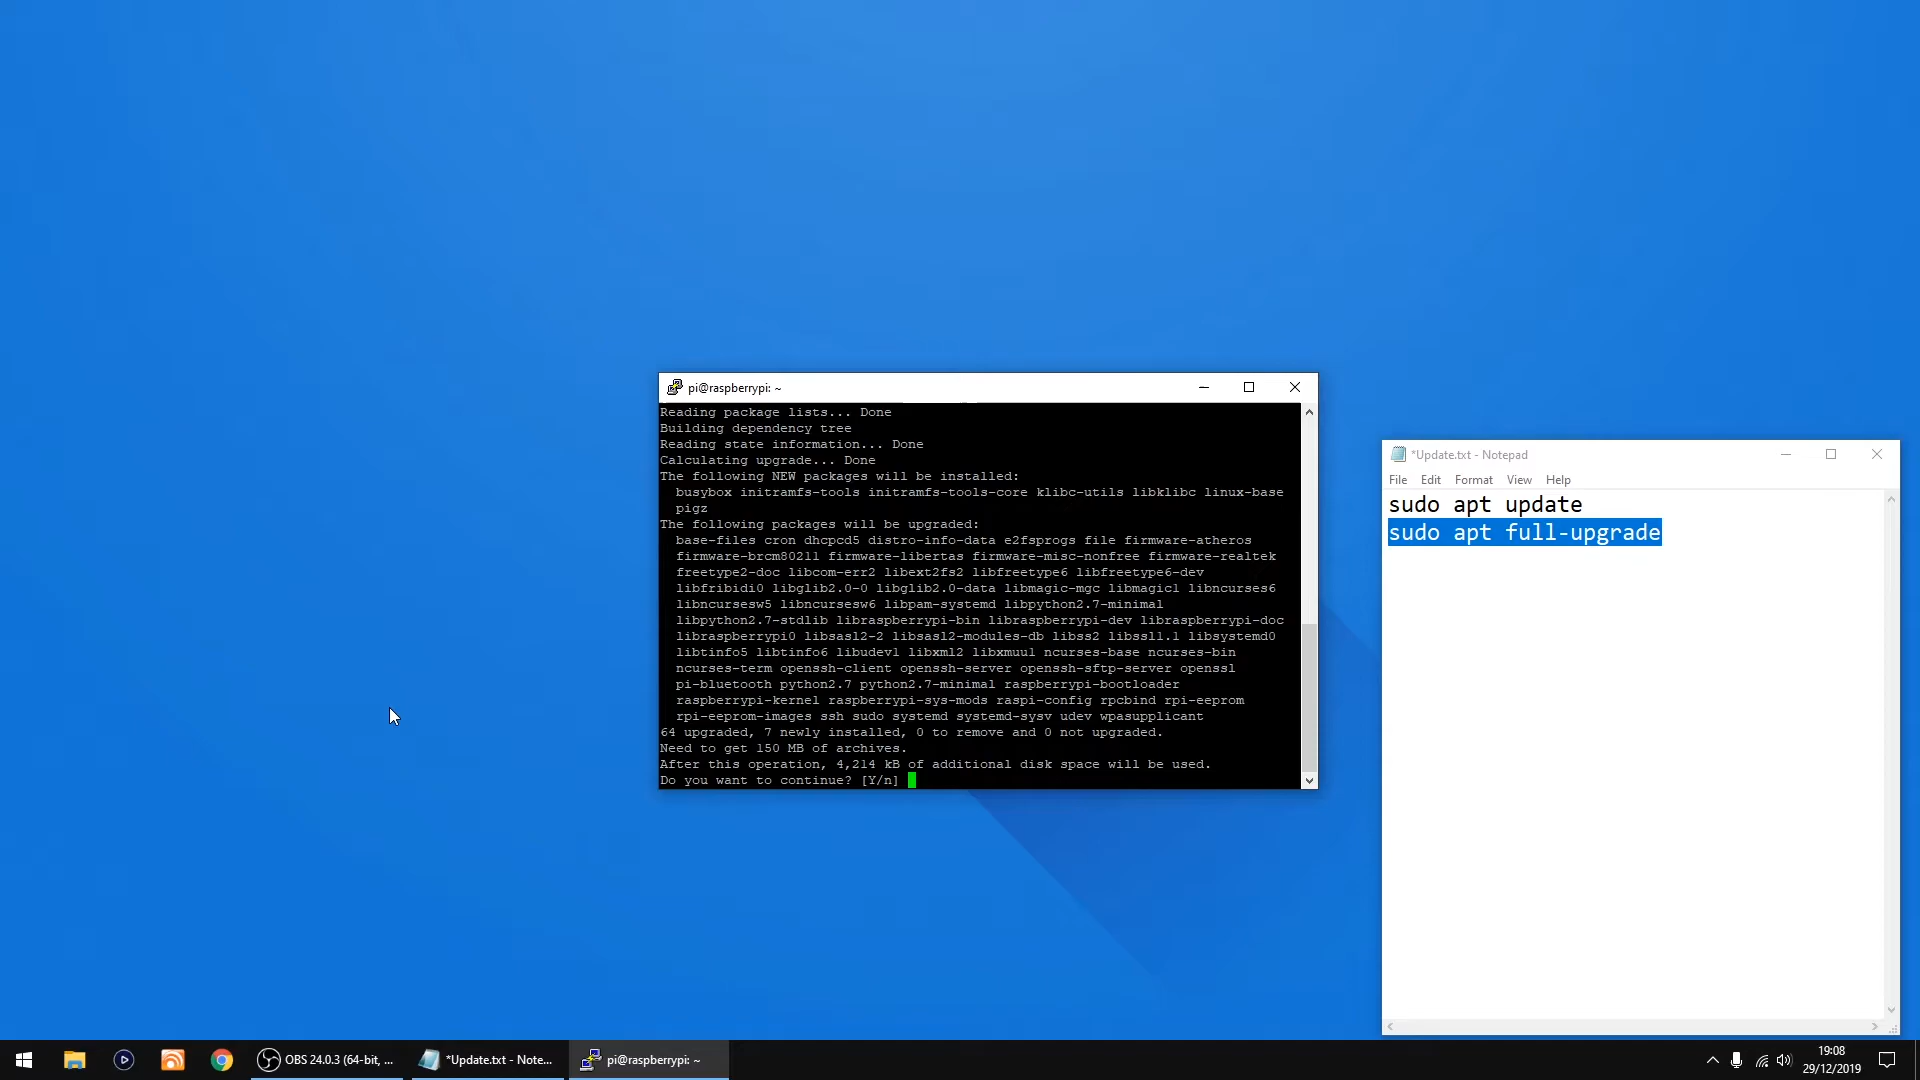 pi@raspberrypi: ~
Reading package lists... Done
Building dependency tree
Reading state information... Done
Calculating upgrade... Done
The following NEW packages will be installed:
busybox initramfs-tools initramfs-tools-core klibc-utils libklibc linux-base
pigz
The following packages will be upgraded:
base-files cron dhcpcd5 distro-info-data e2fsprogs file firmware-atheros
firmware-brcm80211 firmware-libertas firmware-misc-nonfree firmware-realtek
freetype2-doc libcom-err2 libext2fs2 libfreetype6 libfreetype6-dev
libfribidi0 libglib2.0-0 libglib2.0-data libmagic-mgc libmagic1 libncurses6
libncursesw5 libncursesw6 libpam-systemd libpython2.7-minimal
libpython2.7-stdlib libraspberrypi-bin libraspberrypi-dev libraspberrypi-doc
libraspberrypi0 libsasl2-2 libsasl2-modules-db libss2 libssl1.1 libsystemd0
libtinfo5 libtinfo6 libudev1 libxml2 libxmuu1 ncurses-base ncurses-bin
ncurses-term openssh-client openssh-server openssh-sftp-server openssl
pi-bluetooth python2.7 python2.7-minimal raspberrypi-bootloader
raspberrypi-kernel raspberrypi-sys-mods raspi-config rpcbind rpi-eeprom
rpi-eeprom-images ssh sudo systemd systemd-sysv udev wpasupplicant
64 upgraded, 7 newly installed, 0 to remove and 0 not upgraded.
Need to get 150 MB of archives.
After this operation, 4,214 kB of additional disk space will be used.
Do you want to continue? [Y/n]
*Update.txt - Notepad
File Edit Format View Help
sudo apt update
sudo apt full-upgrade
OBS 24.0.3 (64-bit, ...
*Update.txt - Note...
pi@raspberrypi: ~
19:08
29/12/2019